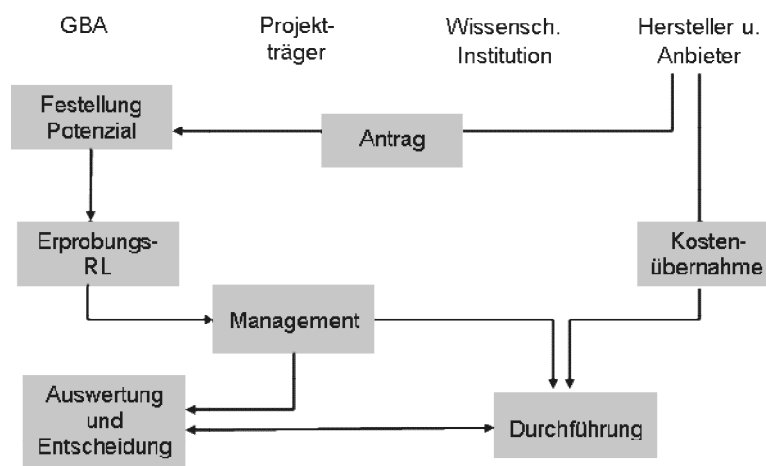 GBA
Projekt-
träger
Wissensch.
Institution
Hersteller u.
Anbieter
Festellung
Potenzial
Antrag
Erprobungs-
RL
Kosten-
übernahme
Management
Auswertung
und
Entscheidung
Durchführung